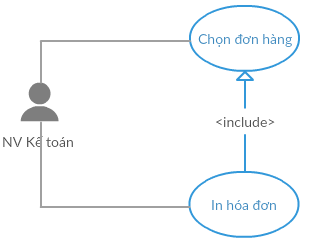 Chọn đơn hàng
<include>
NV Kế toán
In hóa đơn